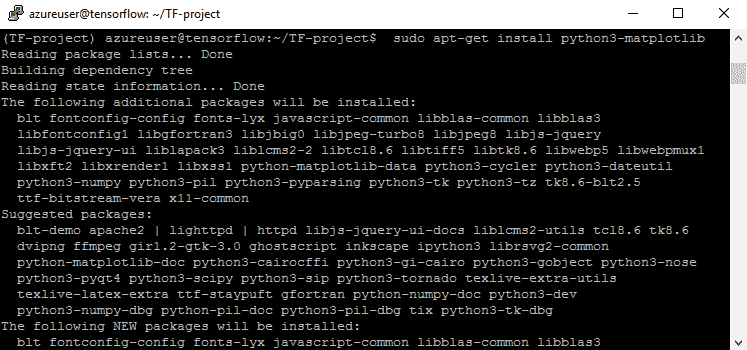 azureuser@tensorflow: ~/TF-project
(TF-project) azureuser@tensorflow:~/TF-project$  sudo apt-get install python3-matplotlib
Reading package lists... Done
Building dependency tree
Reading state information... Done
The following additional packages will be installed:
  blt fontconfig-config fonts-lyx javascript-common libblas-common libblas3
  libfontconfig1 libgfortran3 libjbig0 libjpeg-turbo8 libjpeg8 libjs-jquery
  libjs-jquery-ui liblapack3 liblcms2-2 libtcl8.6 libtiff5 libtk8.6 libwebp5 libwebpmux1
  libxft2 libxrender1 libxss1 python-matplotlib-data python3-cycler python3-dateutil
  python3-numpy python3-pil python3-pyparsing python3-tk python3-tz tk8.6-blt2.5
  ttf-bitstream-vera x11-common
Suggested packages:
  blt-demo apache2 | lighttpd | httpd libjs-jquery-ui-docs liblcms2-utils tcl8.6 tk8.6
  dvipng ffmpeg gir1.2-gtk-3.0 ghostscript inkscape ipython3 librsvg2-common
  python-matplotlib-doc python3-cairocffi python3-gi-cairo python3-gobject python3-nose
  python3-pyqt4 python3-scipy python3-sip python3-tornado texlive-extra-utils
  texlive-latex-extra ttf-staypuft gfortran python-numpy-doc python3-dev
  python3-numpy-dbg python-pil-doc python3-pil-dbg tix python3-tk-dbg
The following NEW packages will be installed:
  blt fontconfig-config fonts-lyx javascript-common libblas-common libblas3